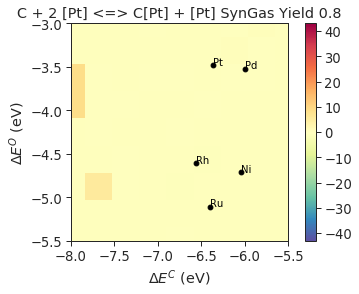 C + 2 [Pt] <=> C[Pt] + [Pt] SynGas Yield 0.8
−3.0
−3.5
−4.0
−4.5
−5.0
−5.5
ΔE^O (eV)
Pt
Pd
Rh
Ni
Ru
−8.0 −7.5 −7.0 −6.5 −6.0 −5.5
ΔE^C (eV)
40
30
20
10
0
−10
−20
−30
−40